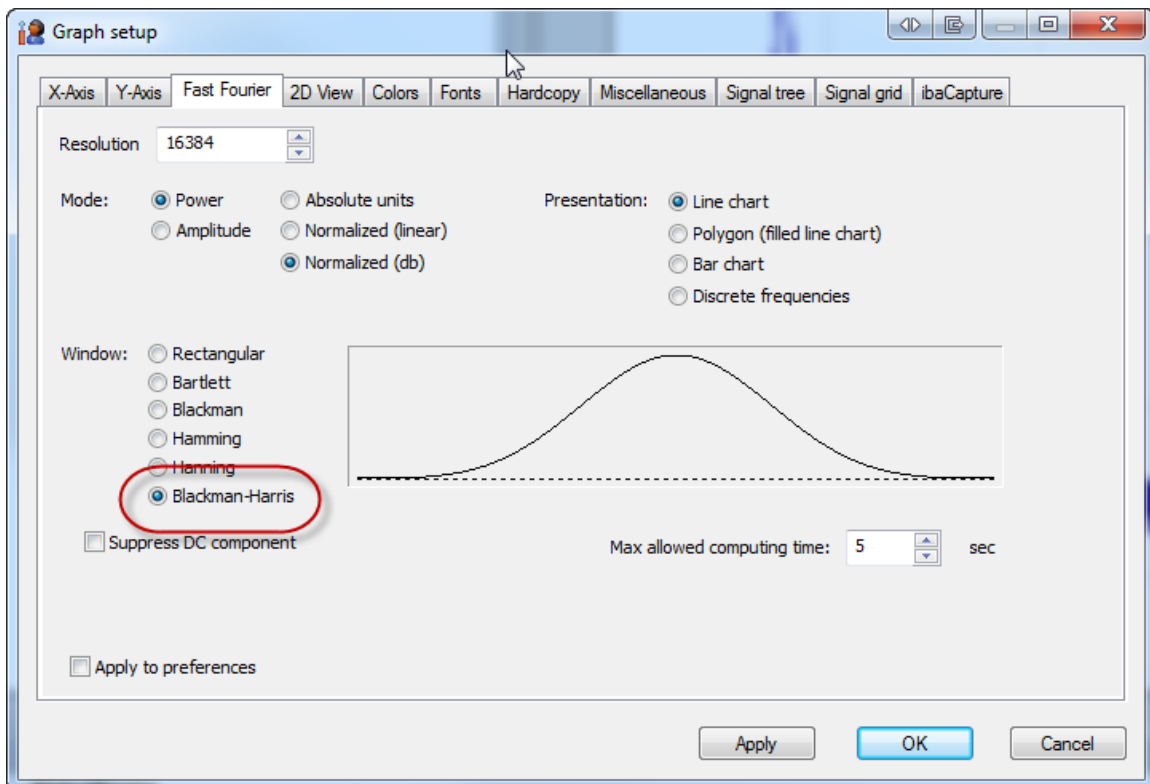 Graph setup
X-Axis Y-Axis Fast Fourier 2D View Colors Fonts Hardcopy Miscellaneous Signal tree Signal grid ibaCapture
Resolution 16384
Mode: Power Absolute units Presentation: Line chart
Amplitude Normalized (linear) Polygon (filled line chart)
Normalized (db) Bar chart
Discrete frequencies
Window: Rectangular
Bartlett
Blackman
Hamming
Hanning
Blackman-Harris
Suppress DC component Max allowed computing time: 5 sec
Apply to preferences
Apply OK Cancel